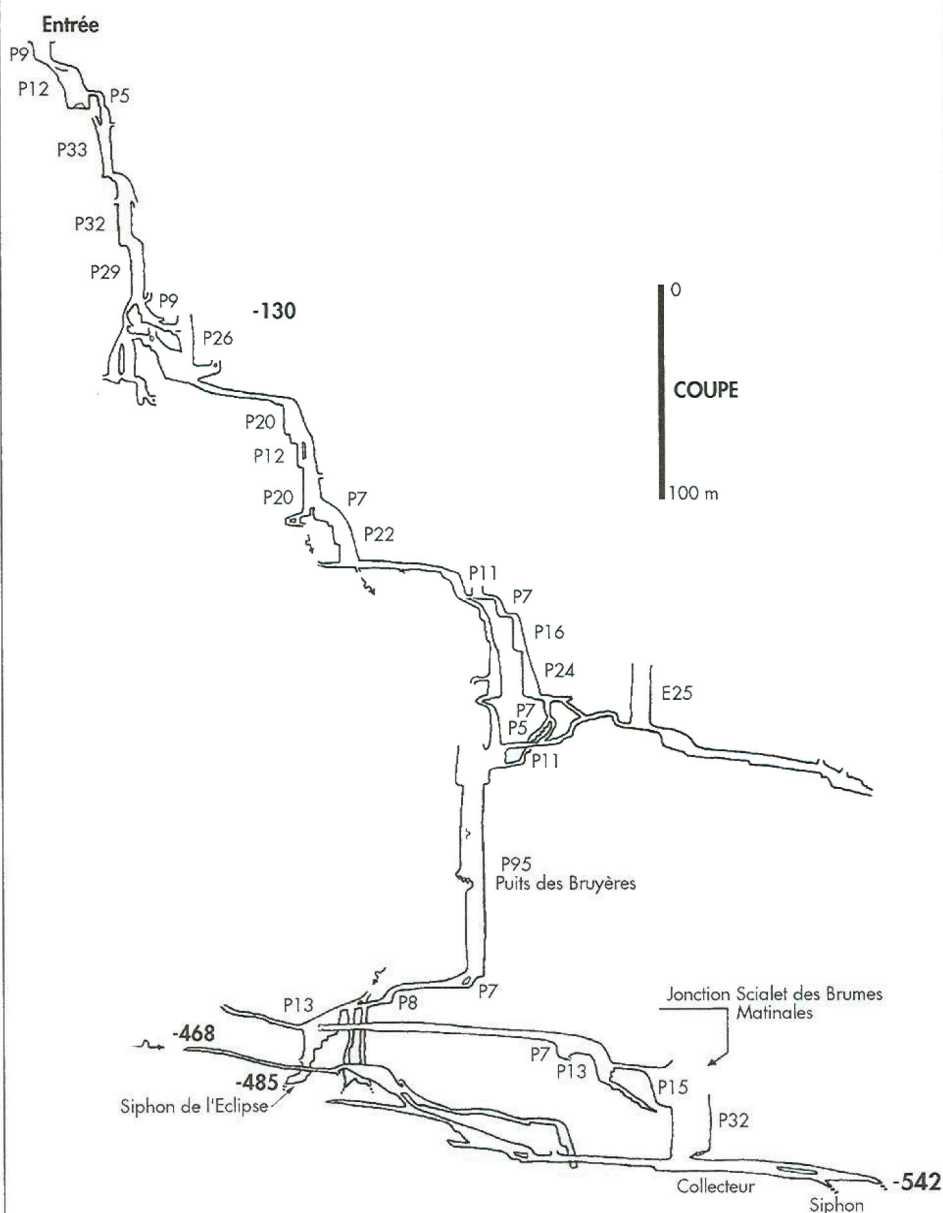 Entrée
P9
P12
P5
P33
P32
P29
P9
-130
P26
0
COUPE
100 m
P20
P12
P20
P7
P22
P11
P7
P16
P24
E25
P7
P5
P11
P95
Puits des Bruyères
P7
P8
P13
Jonction Scialet des Brumes
Matinales
-468
P7
P13
-485
P15
Siphon de l'Eclipse
P32
-542
Collecteur
Siphon